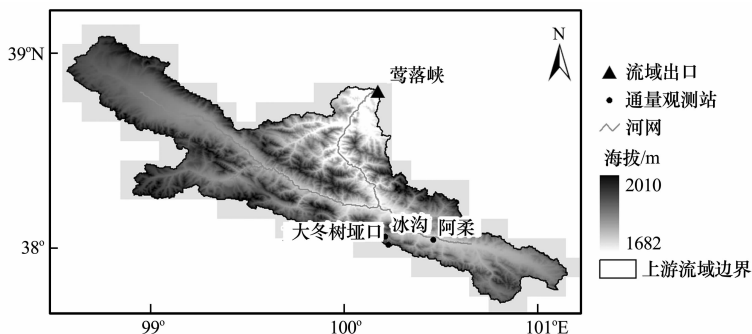 39°N
38°
99°
100°
101°E
莺落峡
大冬树垭口
冰沟
阿柔
N
流域出口
通量观测站
河网
海拔/m
2010
1682
上游流域边界